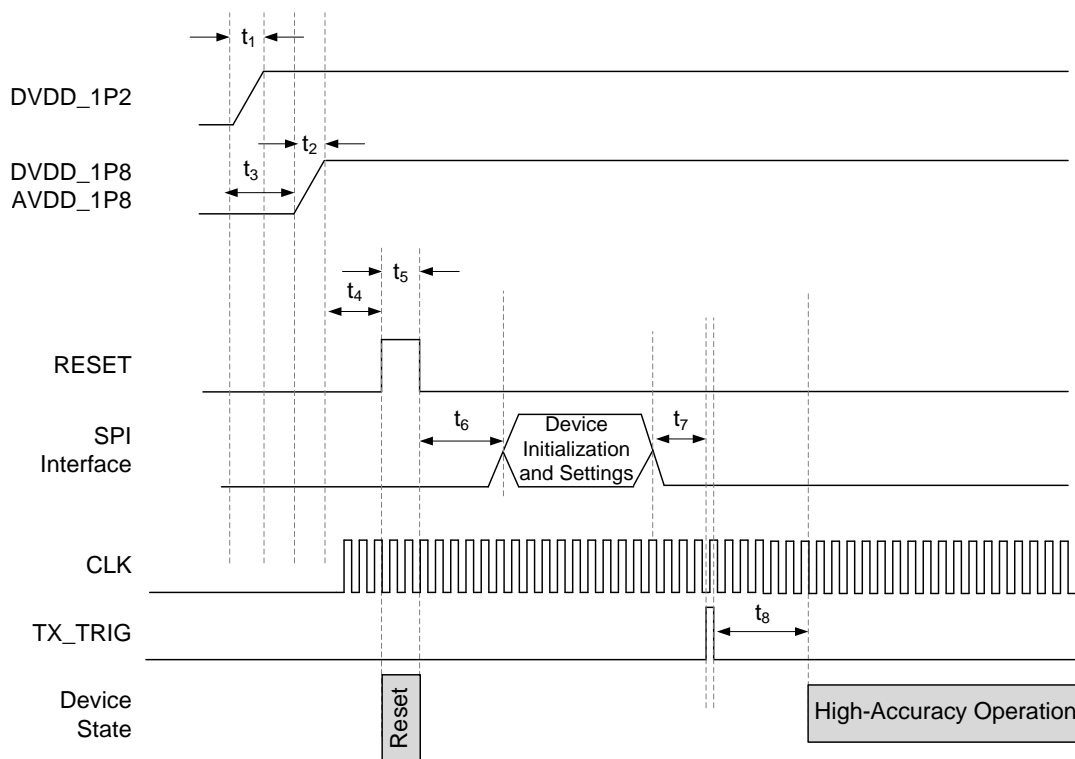 t1
DVDD_1P2
t2
DVDD_1P8
AVDD_1P8
t3
t5
t4
RESET
t6
SPI
Interface
Device
Initialization
and Settings
t7
CLK
TX_TRIG
t8
Device
State
Reset
High-Accuracy Operation